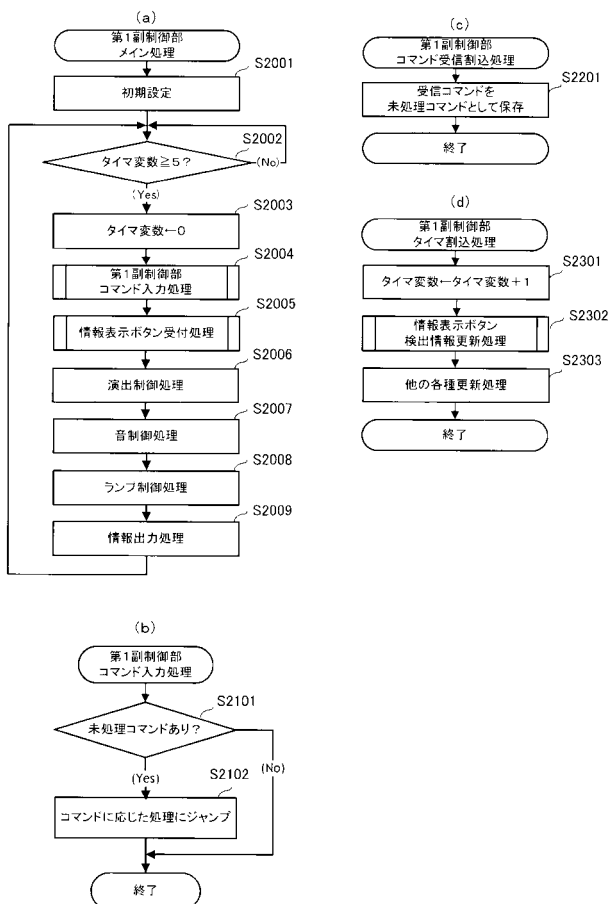 (a)
第1副制御部
メイン処理
S2001
初期設定
S2002
タイマ変数≧5?
(No)
(Yes)
S2003
タイマ変数←0
S2004
第1副制御部
コマンド入力処理
S2005
情報表示ボタン受付処理
S2006
演出制御処理
S2007
音制御処理
S2008
ランプ制御処理
S2009
情報出力処理
(b)
第1副制御部
コマンド入力処理
S2101
未処理コマンドあり?
(No)
(Yes)
S2102
コマンドに応じた処理にジャンプ
終了
(c)
第1副制御部
コマンド受信割込処理
S2201
受信コマンドを
未処理コマンドとして保存
終了
(d)
第1副制御部
タイマ割込処理
S2301
タイマ変数←タイマ変数+1
S2302
情報表示ボタン
検出情報更新処理
S2303
他の各種更新処理
終了